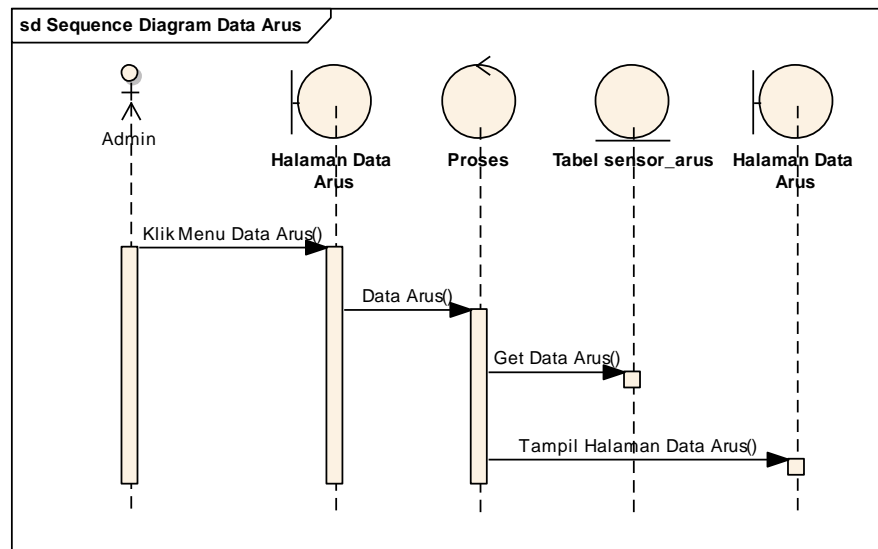 sd Sequence Diagram Data Arus
Admin
Halaman Data
Arus
Proses
Tabel sensor_arus
Halaman Data
Arus
Klik Menu Data Arus()
Data Arus()
Get Data Arus()
Tampil Halaman Data Arus()